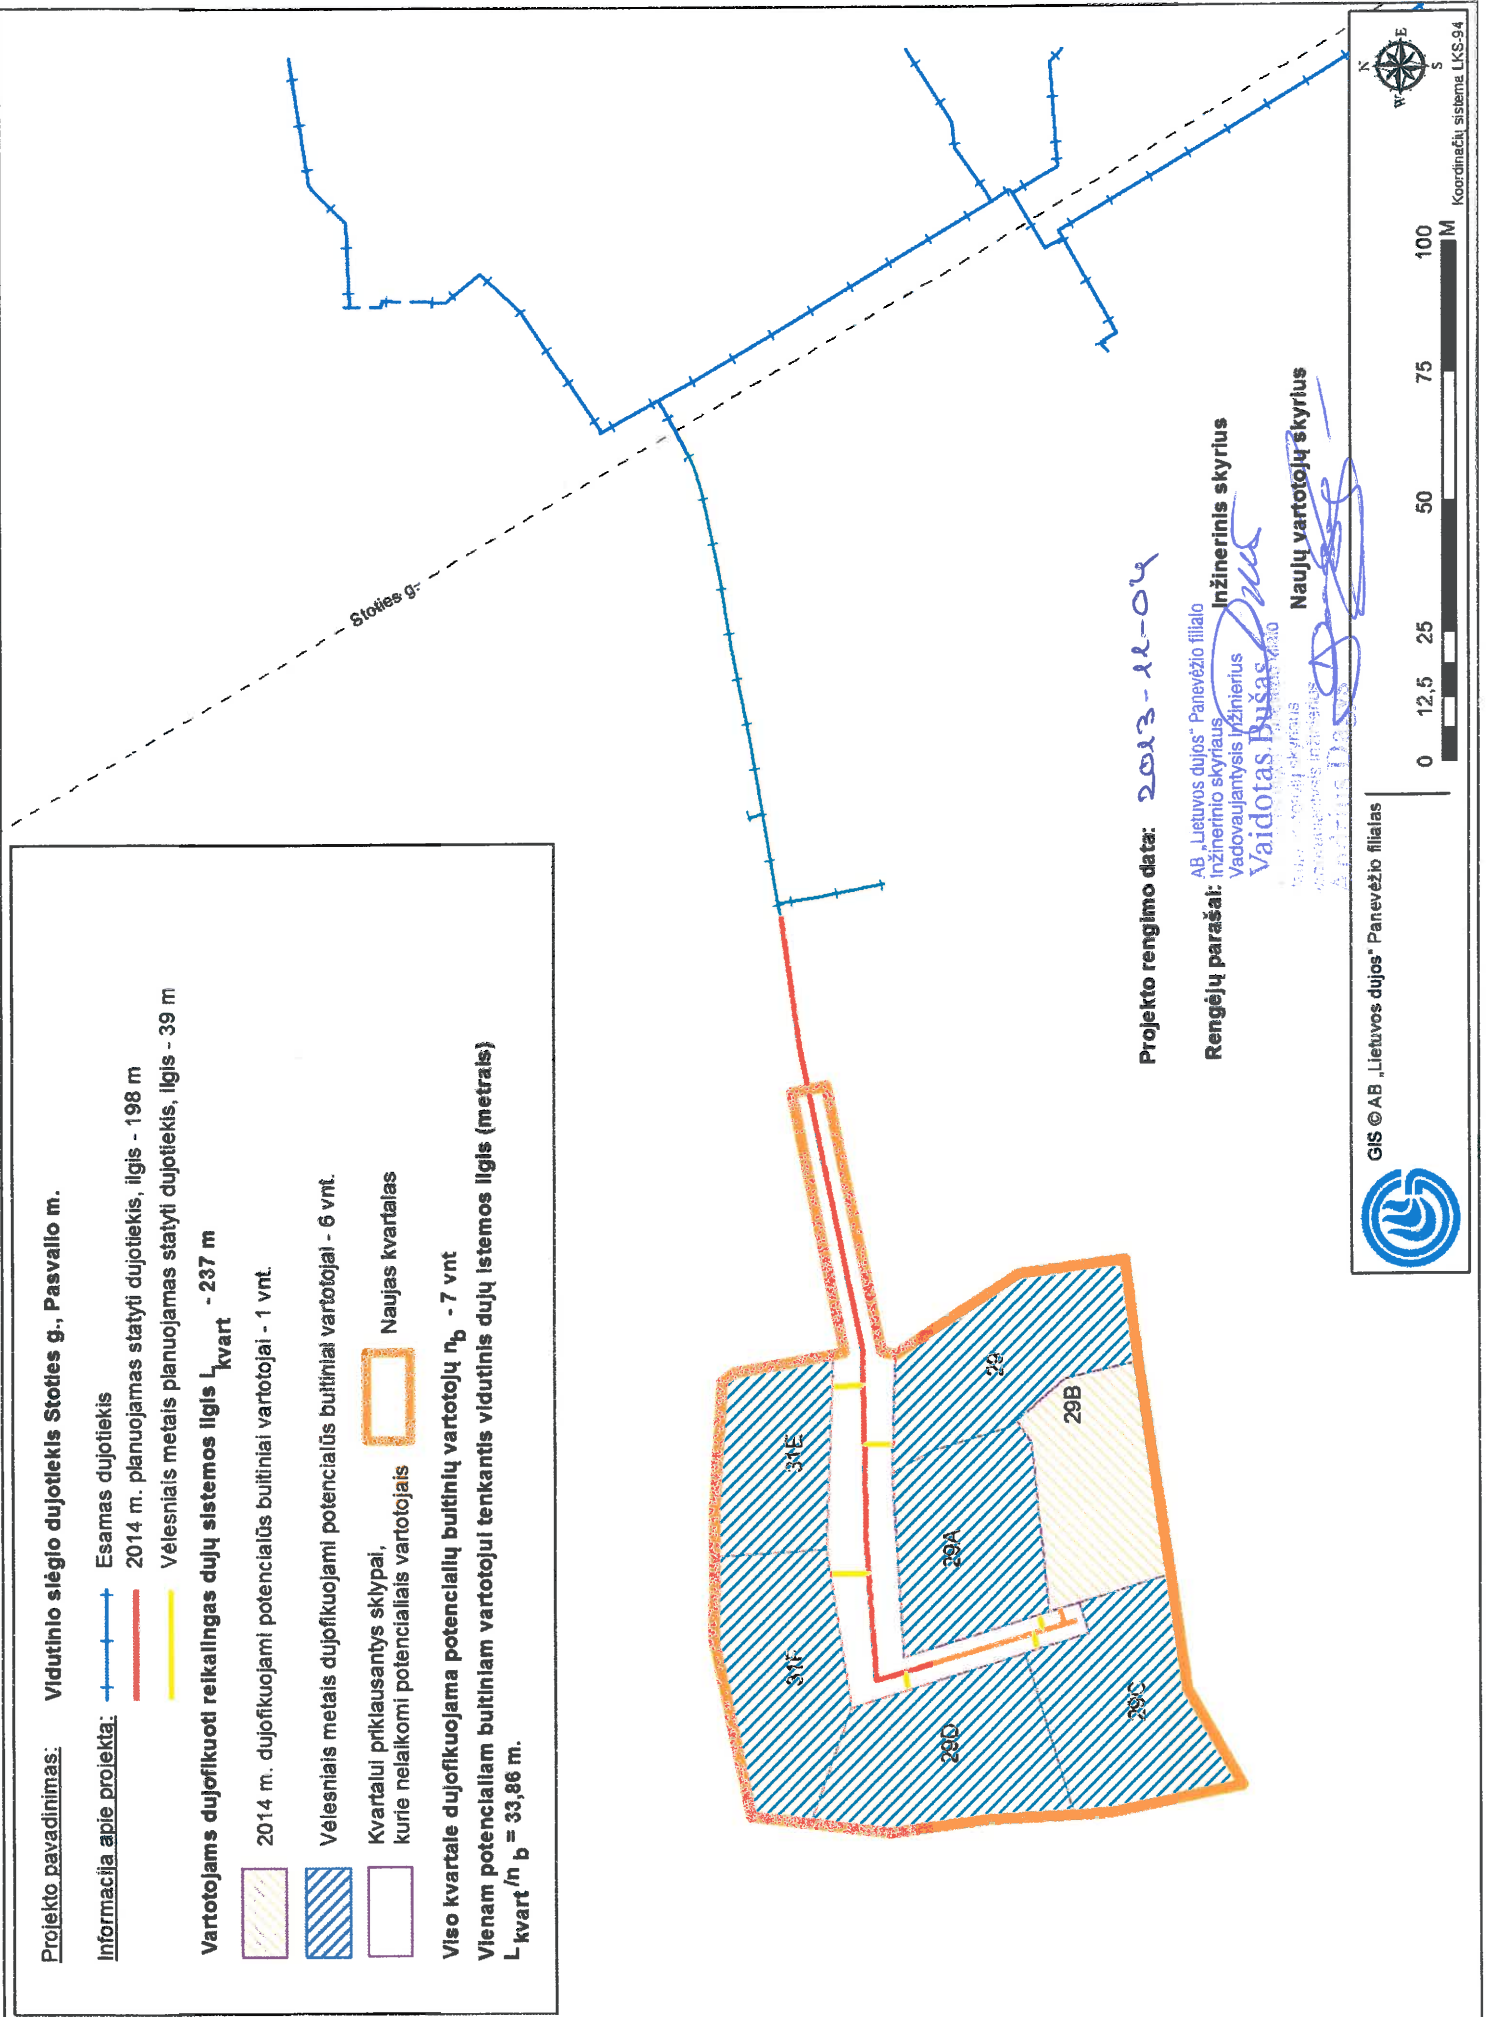 Projekto pavadinimas: Vidutinio slėgio dujotiekis Stoties g., Pasvalio m.
Informacija apie projektą:
Esamas dujotiekis
2014 m. planuojamas statyti dujotiekis, ilgis - 198 m
Vėlesniais metais planuojamas statyti dujotiekis, ilgis - 39 m
Vartotojams dujofikuoti reikalingas dujų sistemos ilgis L kvart - 237 m
2014 m. dujofikuojami potencialūs buitiniai vartotojai - 1 vnt.
Vėlesniais metais dujofikuojami potencialūs buitiniai vartotojai - 6 vnt.
Kvartalui priklausantys sklypai,
kurie nelaikomi potencialiais vartotojais
Naujas kvartalas
Viso kvartale dujofikuojama potencialių buitinių vartotojų n b - 7 vnt
Vienam potencialiam buitiniam vartotojui tenkantis vidutinis dujų istemos ilgis (metrais)
L kvart /n b = 33,86 m.
Stoties g.
31E
31F
29
29A
29B
29D
29C
Projekto rengimo data: 2013-11-04
Rengėjų parašai:
AB „Lietuvos dujos" Panevėžio filialo
Inžinerinio skyriaus
Vadovaujantysis inžinierius
Vaidotas Bušas
Inžinerinis skyrius
Naujų vartotojų skyrius
GIS © AB „Lietuvos dujos" Panevėžio filialas
0 12,5 25 50 75 100
M
N
E
S
W
Koordinačių sistema LKS-94